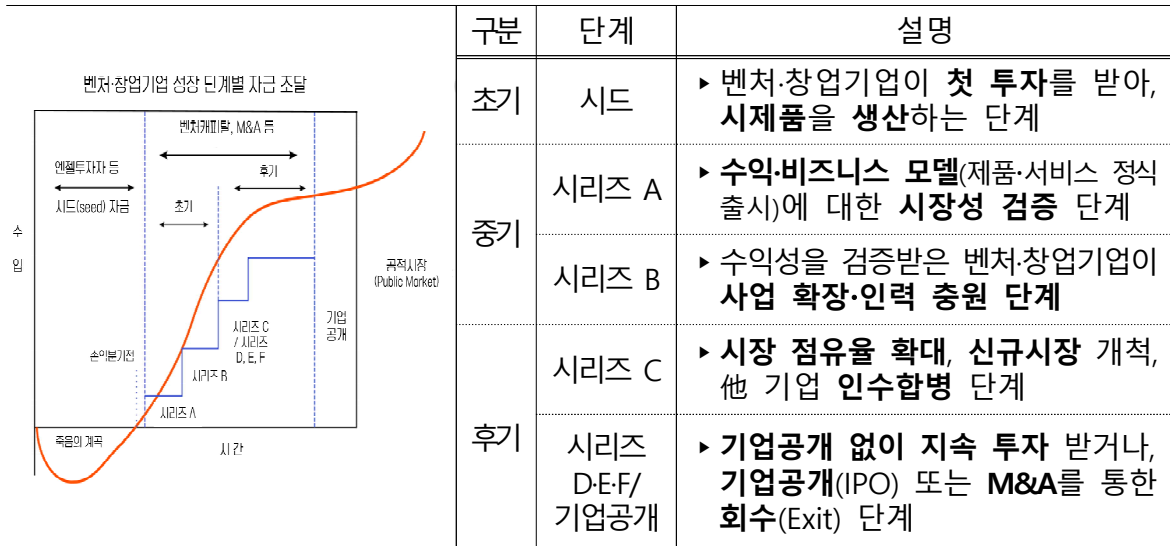 벤처·창업기업 성장 단계별 자금 조달
벤처캐피탈, M&A 등
엔젤투자자 등
후기
시드(seed) 자금
초기
수
입
공적시장
(Public Market)
기업
공개
시리즈 C
/ 시리즈
D, E, F
손익분기점
시리즈 B
시리즈 A
죽음의 계곡
시 간
구분 단계 설명
초기 시드 ▸ 벤처·창업기업이 첫 투자를 받아,
시제품을 생산하는 단계
중기 시리즈 A ▸ 수익·비즈니스 모델(제품·서비스 정식
출시)에 대한 시장성 검증 단계
시리즈 B ▸ 수익성을 검증받은 벤처·창업기업이
사업 확장·인력 충원 단계
후기 시리즈 C ▸ 시장 점유율 확대, 신규시장 개척,
他 기업 인수합병 단계
시리즈 ▸ 기업공개 없이 지속 투자 받거나,
D·E·F/ 기업공개(IPO) 또는 M&A를 통한
기업공개 회수(Exit) 단계